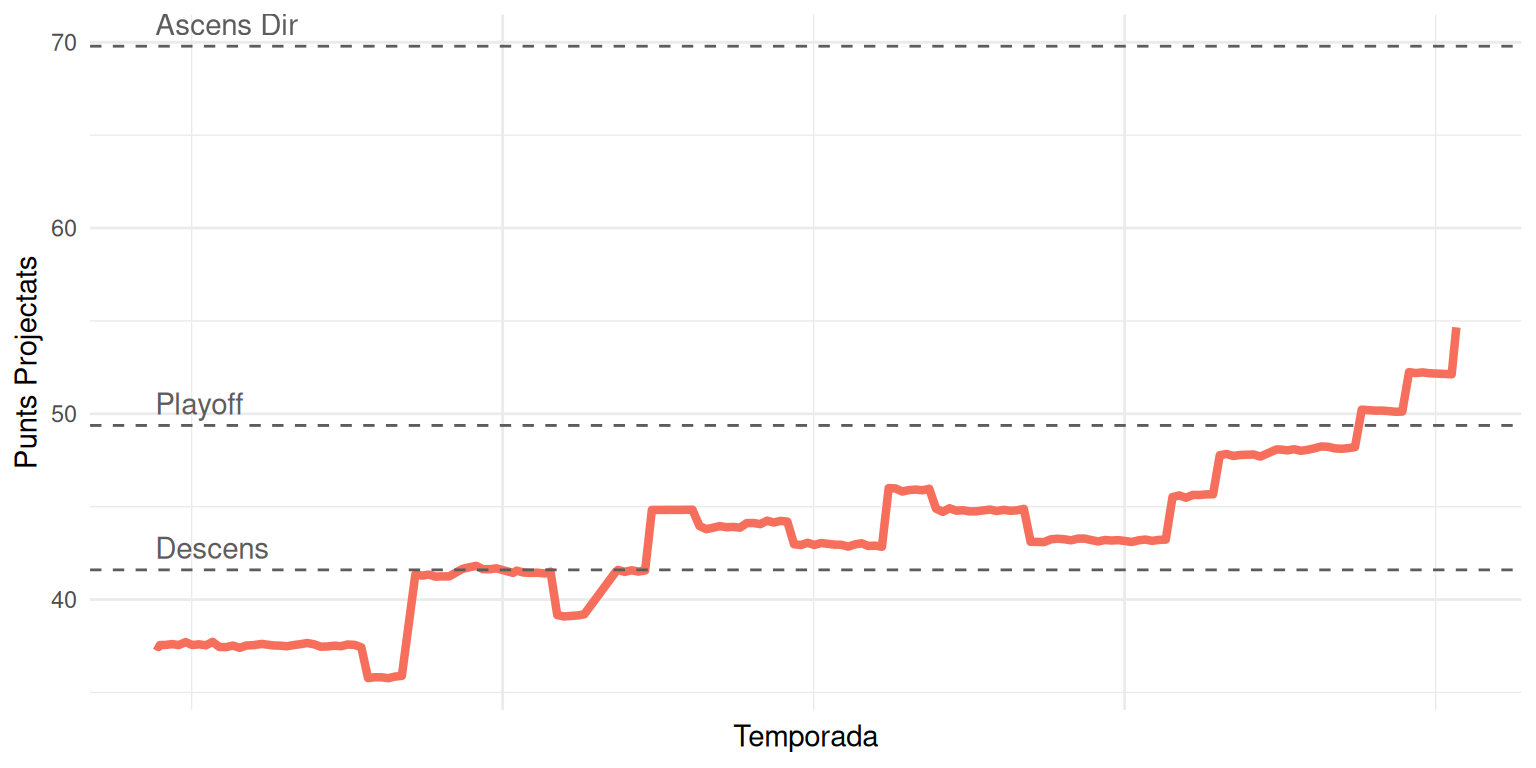 Ascens Dir
70
60
Punts Projectats
Playoff
50
Descens
40
Temporada